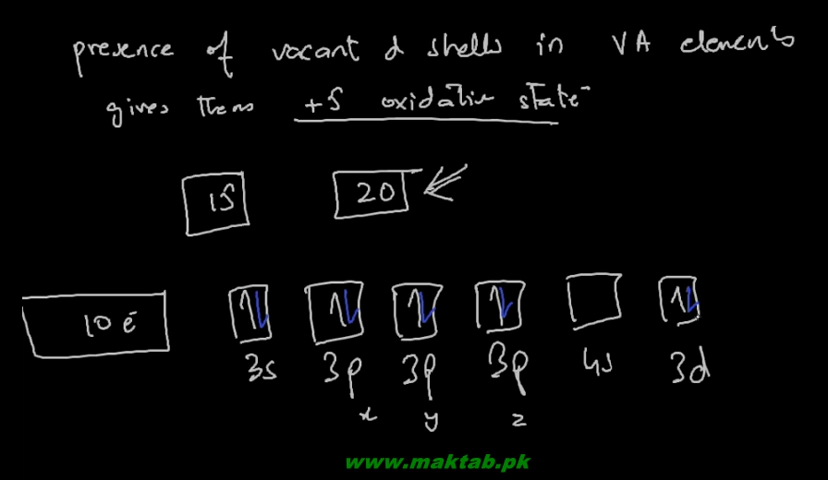 presence of vacant d shells in VA elements
gives them +5 oxidative state
15 20
10 e
3s 3p 3p 3p 4s 3d
x y z
www.maktab.pk